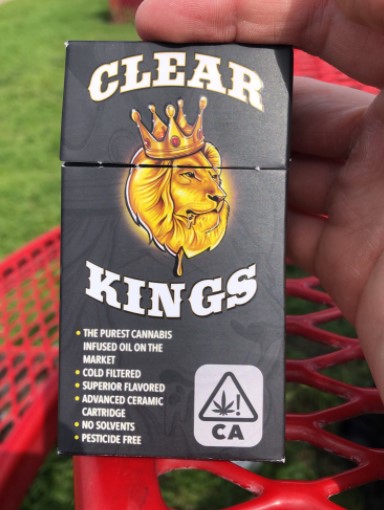 CLEAR
KINGS
• THE PUREST CANNABIS
INFUSED OIL ON THE
MARKET
• COLD FILTERED
• SUPERIOR FLAVORED
• ADVANCED CERAMIC
CARTRIDGE
• NO SOLVENTS
• PESTICIDE FREE
!
CA